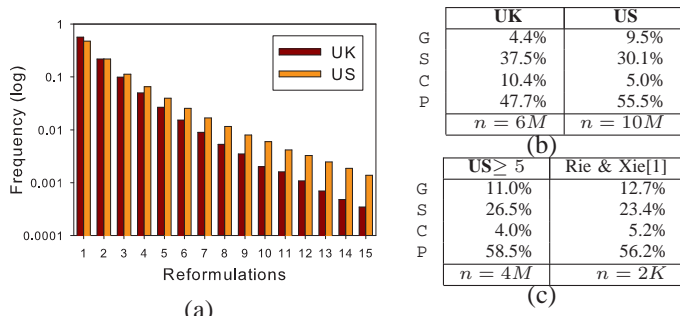 1
0.1
0.01
0.001
0.0001
Frequency (log)
UK
US
1 2 3 4 5 6 7 8 9 10 11 12 13 14 15
Reformulations
(a)
UK US
G 4.4% 9.5%
S 37.5% 30.1%
C 10.4% 5.0%
P 47.7% 55.5%
n = 6M n = 10M
(b)
US≥ 5 Rie & Xie[1]
G 11.0% 12.7%
S 26.5% 23.4%
C 4.0% 5.2%
P 58.5% 56.2%
n = 4M n = 2K
(c)